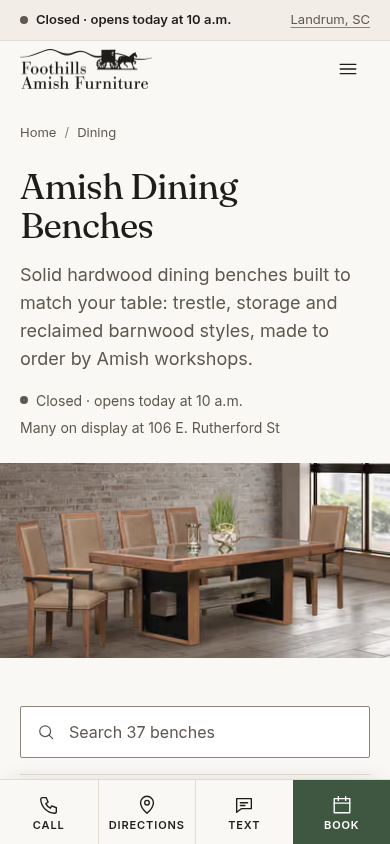 Closed · opens today at 10 a.m.
Landrum, SC
Foothills
Amish Furniture
Home / Dining
Amish Dining
Benches
Solid hardwood dining benches built to
match your table: trestle, storage and
reclaimed barnwood styles, made to
order by Amish workshops.
Closed · opens today at 10 a.m.
Many on display at 106 E. Rutherford St
Search 37 benches
CALL
DIRECTIONS
TEXT
BOOK